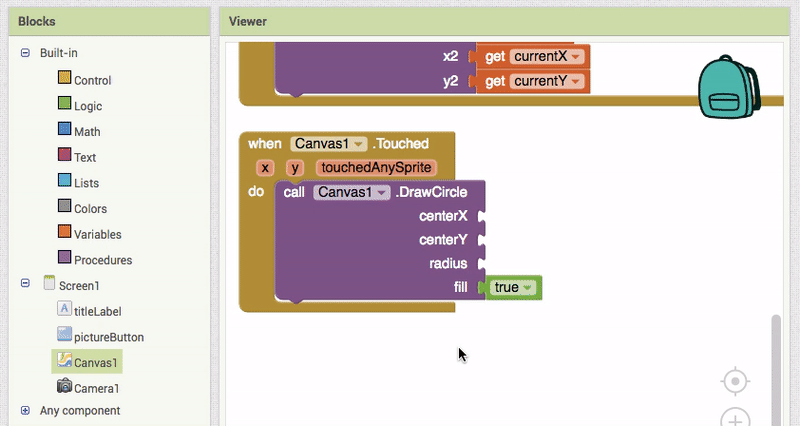 Blocks
Built-in
Control
Logic
Math
Text
Lists
Colors
Variables
Procedures
Screen1
titleLabel
pictureButton
Canvas1
Camera1
Any component
Viewer
x2 get currentX
y2 get currentY
when Canvas1 .Touched
x y touchedAnySprite
do call Canvas1 .DrawCircle
centerX
centerY
radius
fill true